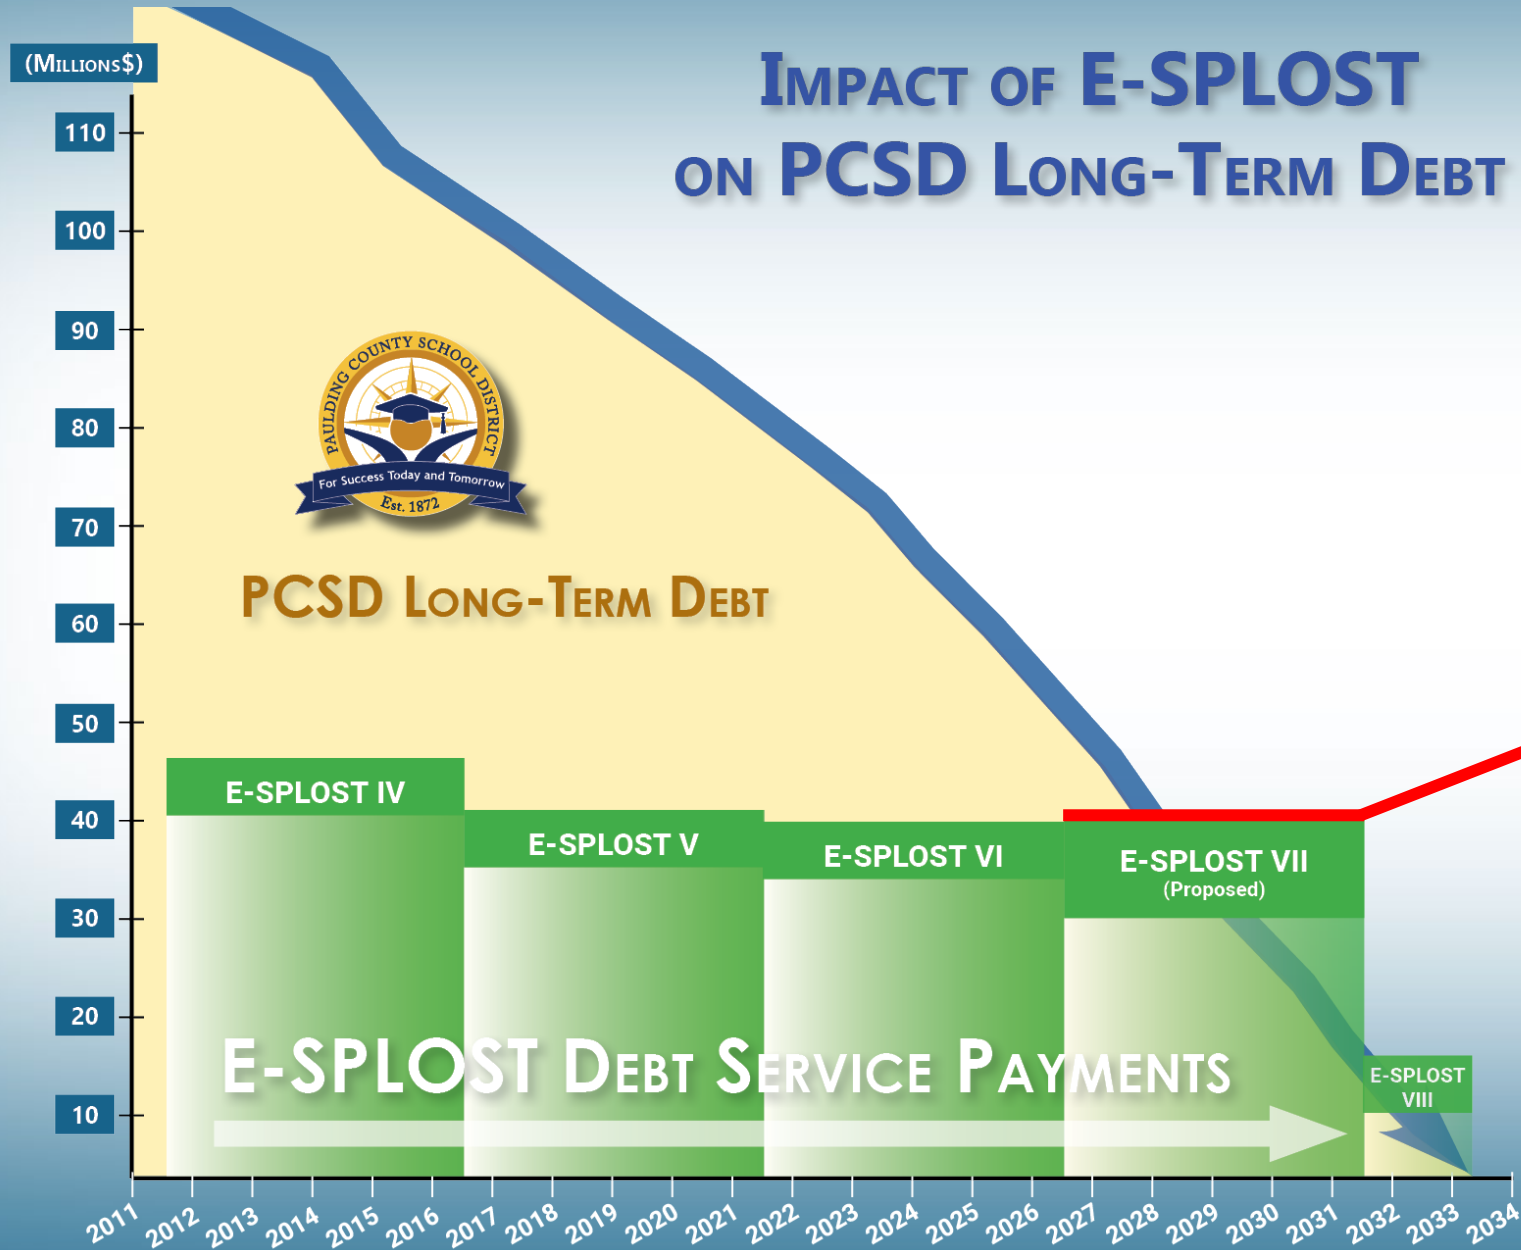 (Millions$)
Impact of E-SPLOST
on PCSD Long-Term Debt
110
100
90
80
70
60
50
40
30
20
10
PAULDING COUNTY SCHOOL DISTRICT
For Success Today and Tomorrow
Est. 1872
PCSD Long-Term Debt
E-SPLOST IV
E-SPLOST V
E-SPLOST VI
E-SPLOST VII
(Proposed)
E-SPLOST
VIII
E-SPLOST Debt Service Payments
2011
2012
2013
2014
2015
2016
2017
2018
2019
2020
2021
2022
2023
2024
2025
2026
2027
2028
2029
2030
2031
2032
2033
2034